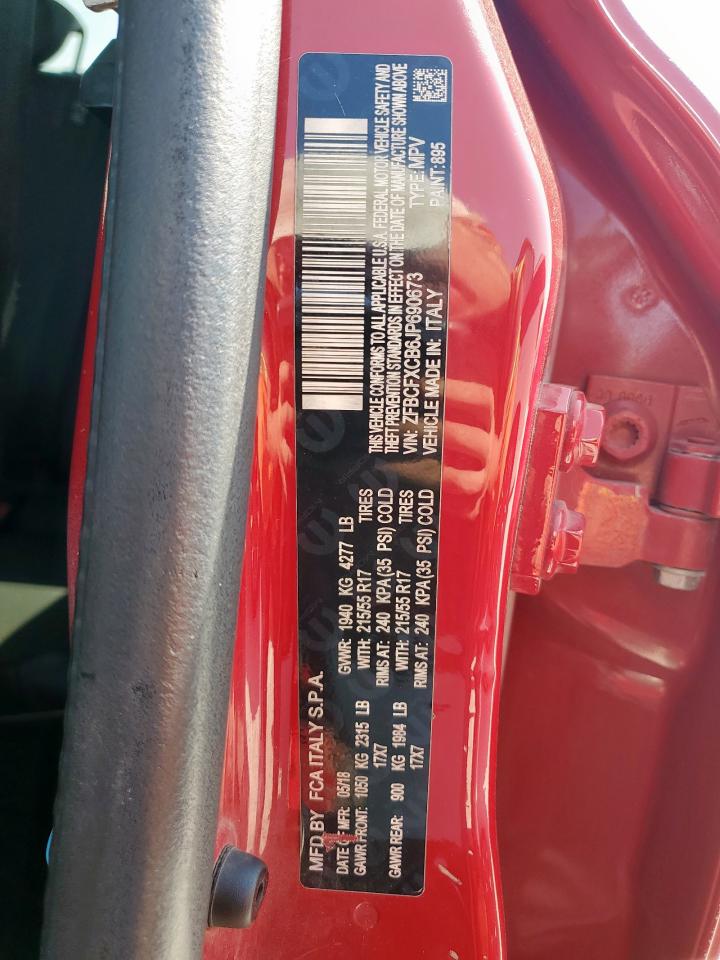 MFD BY FCA ITALY S.P.A.
DATE OF MFR: 05/18 GVWR: 1940 KG 4277 LB
GAWR FRONT: 1050 KG 2315 LB WITH: 215/55 R17 TIRES
17X7 RIMS AT: 240 KPA(35 PSI) COLD
GAWR REAR: 900 KG 1984 LB WITH: 215/55 R17 TIRES
17X7 RIMS AT: 240 KPA(35 PSI) COLD
THIS VEHICLE CONFORMS TO ALL APPLICABLE U.S.A. FEDERAL MOTOR VEHICLE SAFETY AND
THEFT PREVENTION STANDARDS IN EFFECT ON THE DATE OF MANUFACTURE SHOWN ABOVE
VIN: ZFBCFXCB6JP690673 TYPE: MPV
VEHICLE MADE IN: ITALY PAINT: 895